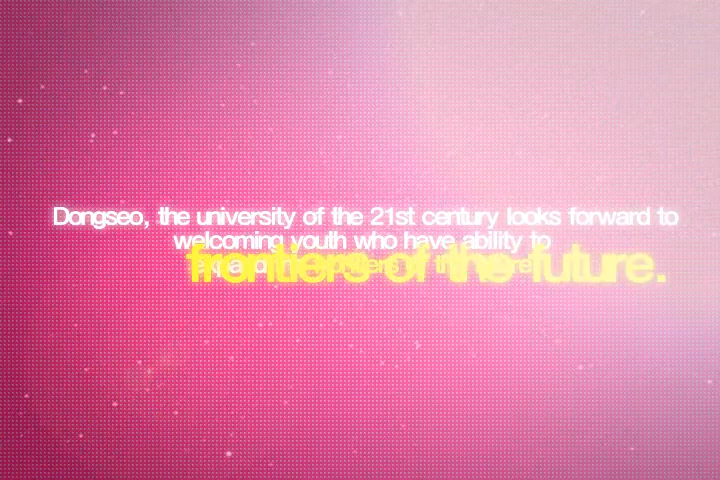 Dongseo, the university of the 21st century looks forward to
welcoming youth who have ability to
frontiers of the future.